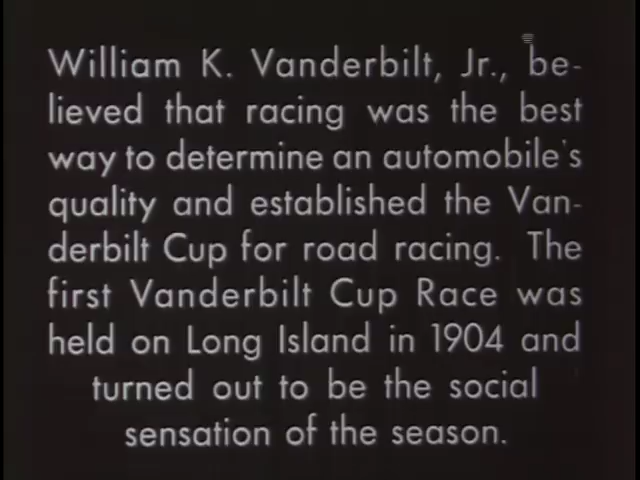 William K. Vanderbilt, Jr., be-
lieved that racing was the best
way to determine an automobile's
quality and established the Van-
derbilt Cup for road racing. The
first Vanderbilt Cup Race was
held on Long Island in 1904 and
turned out to be the social
sensation of the season.